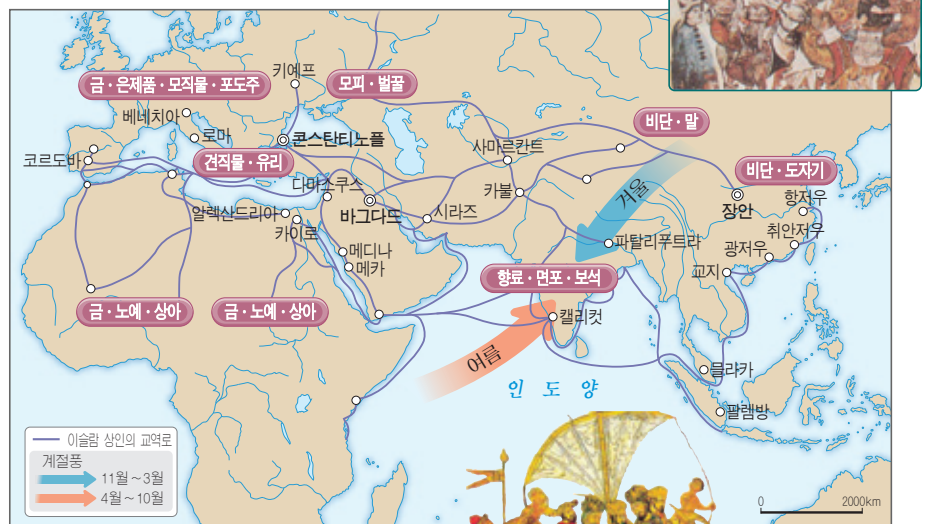 금·은제품·모직물·포도주
키예프
모피·벌꿀
베네치아
로마
콘스탄티노플
코르도바
견직물·유리
비단·말
사마르칸트
비단·도자기
다마스쿠스
카불
알렉산드리아
바그다드
시라즈
장안
항저우
카이로
취안저우
메디나
메카
파탈리푸트라
광저우
교지
겨울
향료·면포·보석
금·노예·상아
금·노예·상아
캘리컷
여름
인도양
믈라카
팔렘방
이슬람 상인의 교역로
계절풍
11월~3월
4월~10월
0 2000km